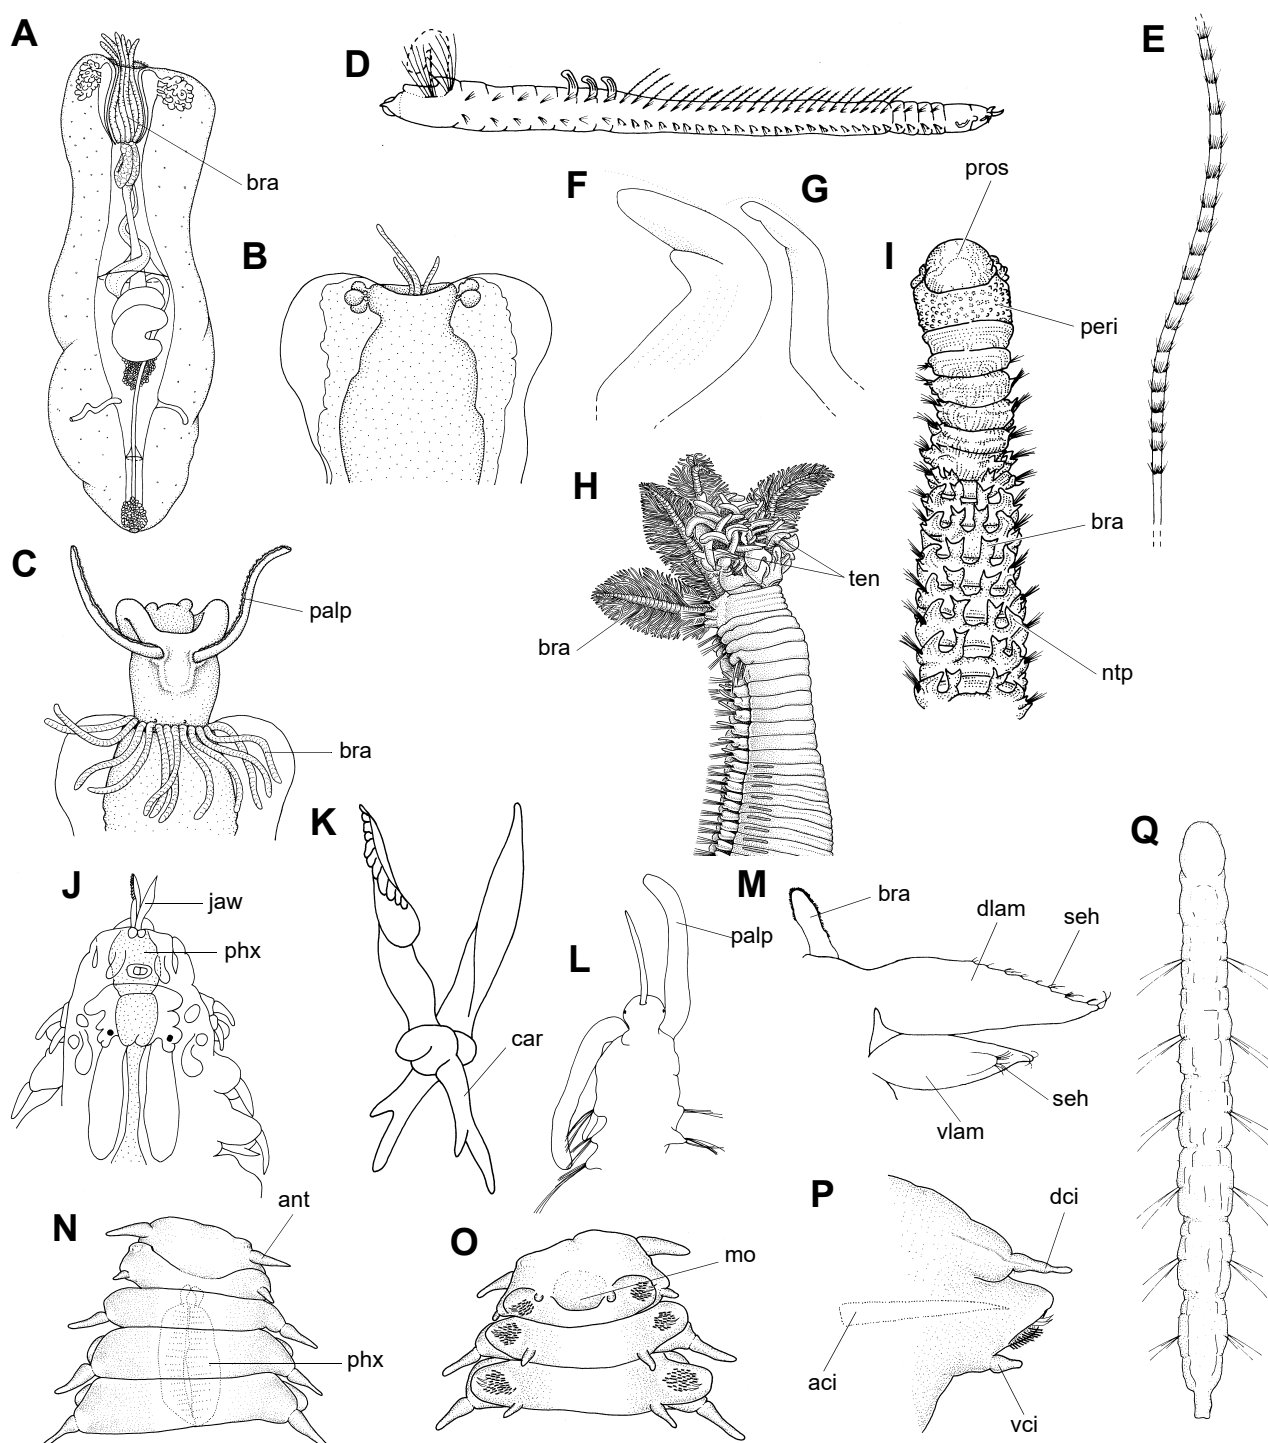 A
D
E
bra
F
G
pros
B
I
peri
H
C
bra
palp
ten
bra
ntp
bra
K
Q
J
jaw
M
bra
dlam
seh
phx
L
palp
car
seh
vlam
ant
P
dci
N
O
mo
phx
aci
vci